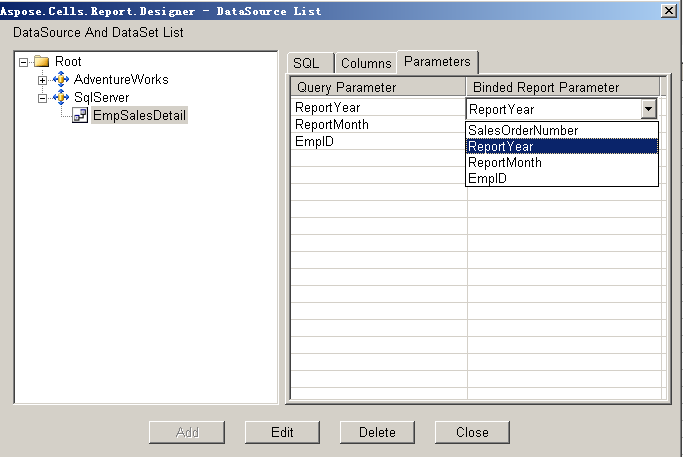 Aspose.Cells.Report.Designer - DataSource List
DataSource And DataSet List
Root
AdventureWorks
SqlServer
EmpSalesDetail
SQL Columns Parameters
Query Parameter Binded Report Parameter
ReportYear ReportYear
ReportMonth
EmpID
SalesOrderNumber
ReportYear
ReportMonth
EmpID
Add Edit Delete Close